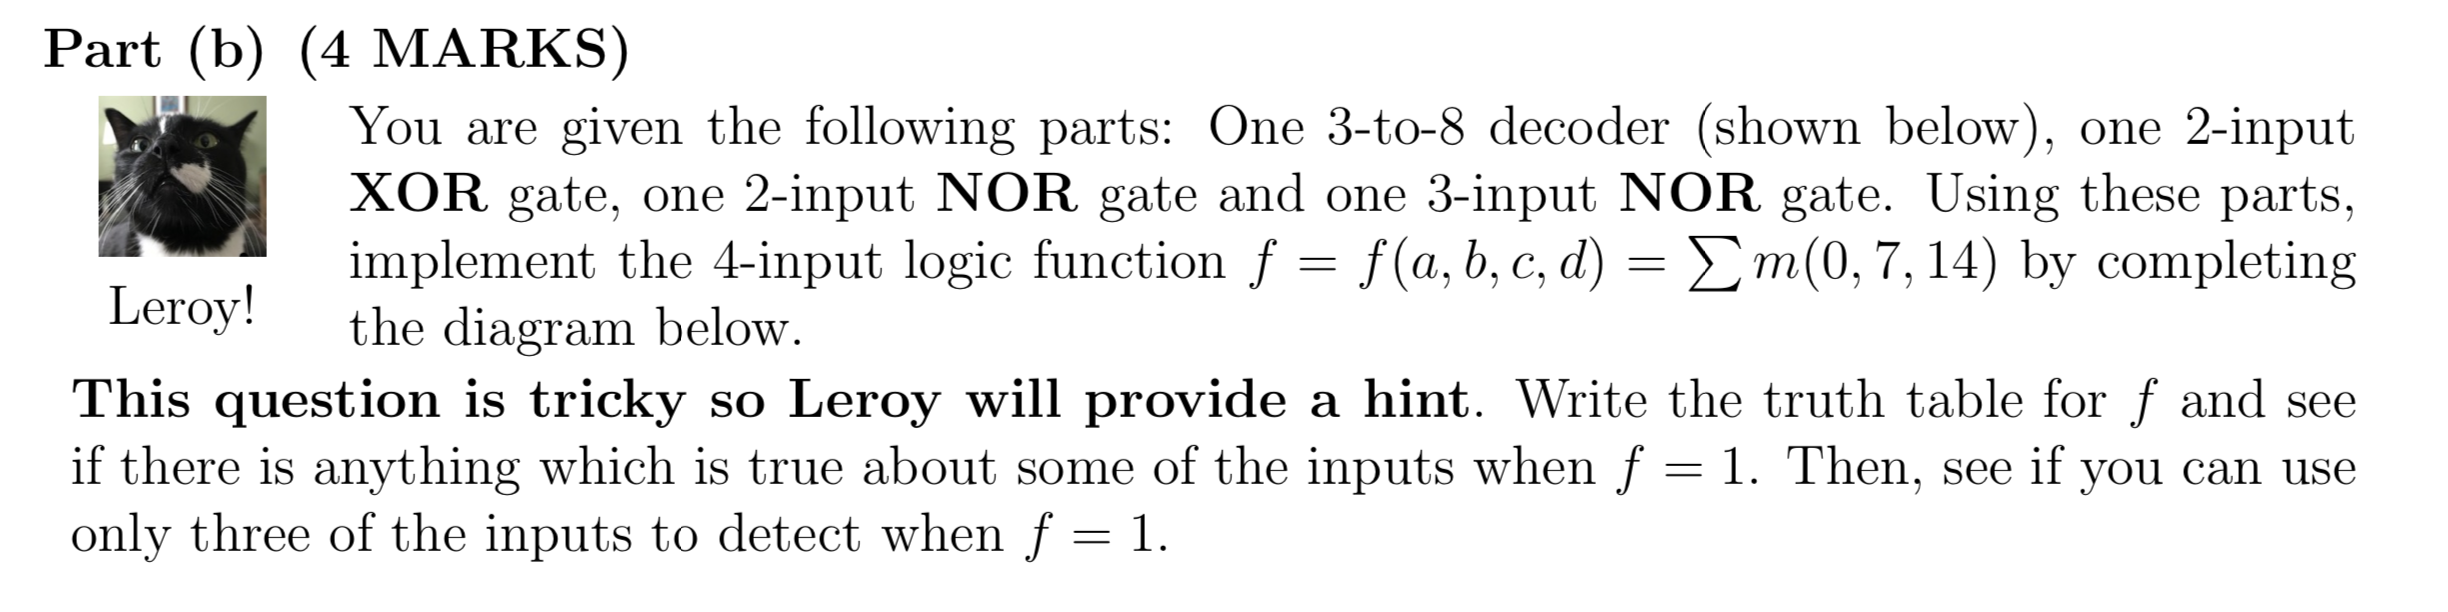 Part (b) (4 MARKS)
You are given the following parts: One 3-to-8 decoder (shown below), one 2-input
XOR gate, one 2-input NOR gate and one 3-input NOR gate. Using these parts,
implement the 4-input logic function f = f(a, b, c, d) = ∑ m(0, 7, 14) by completing
the diagram below.
Leroy!
This question is tricky so Leroy will provide a hint. Write the truth table for f and see
if there is anything which is true about some of the inputs when f = 1. Then, see if you can use
only three of the inputs to detect when f = 1.